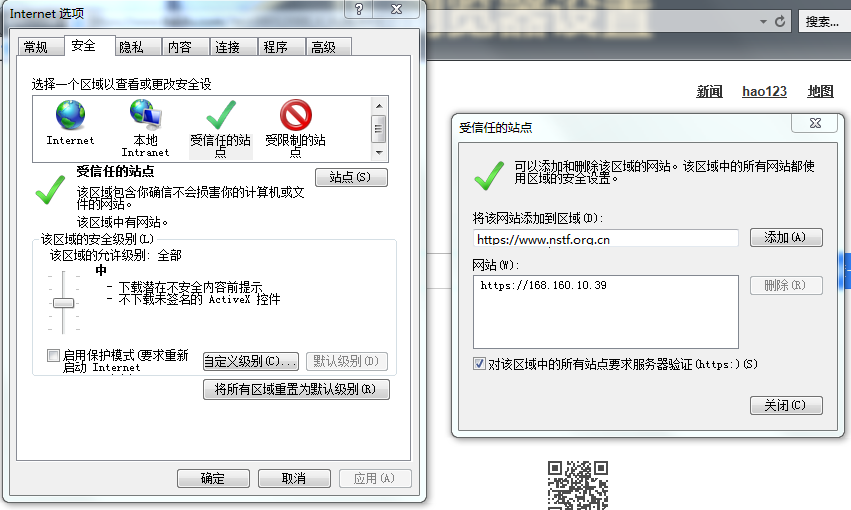 Internet 选项
浏览器设置
搜索...
常规 安全 隐私 内容 连接 程序 高级
选择一个区域以查看或更改安全设
Internet
本地
Intranet
受信任的站
点
受限制的站
点
受信任的站点
站点(S)
该区域包含你确信不会损害你的计算机或文
件的网站。
该区域中有网站。
该区域的安全级别(L)
该区域的允许级别: 全部
中
- 下载潜在不安全内容前提示
- 不下载未签名的 ActiveX 控件
启用保护模式(要求重新
启动 Internet
自定义级别(C)...
默认级别(D)
将所有区域重置为默认级别(R)
确定 取消 应用(A)
新闻 hao123 地图
受信任的站点
可以添加和删除该区域的网站。该区域中的所有网站都使
用区域的安全设置。
将该网站添加到区域(D):
https://www.nstf.org.cn
添加(A)
网站(W):
https://168.160.10.39
删除(R)
对该区域中的所有站点要求服务器验证(https:)(S)
关闭(C)